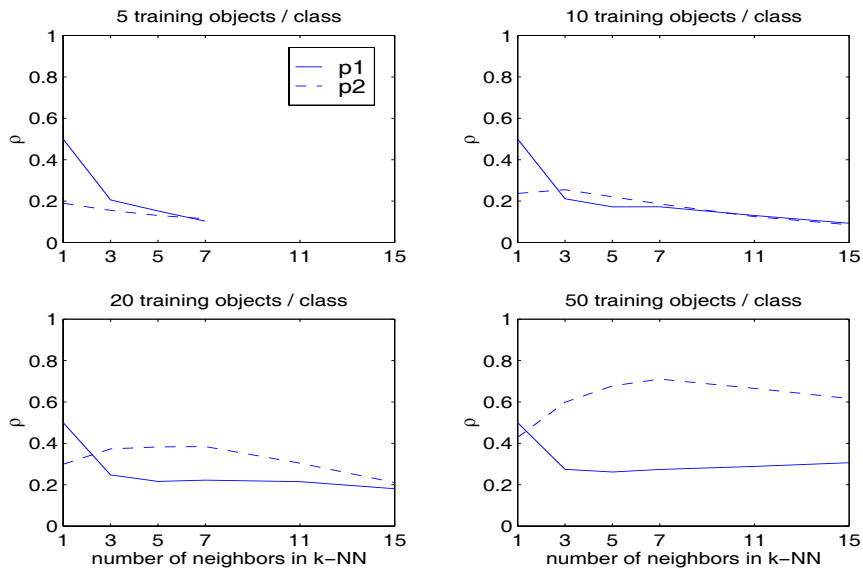 5 training objects / class
1
0.8
0.6
0.4
0.2
0
ρ
p1
p2
1 3 5 7 11 15
10 training objects / class
1
0.8
0.6
0.4
0.2
0
ρ
1 3 5 7 11 15
20 training objects / class
1
0.8
0.6
0.4
0.2
0
ρ
1 3 5 7 11 15
number of neighbors in k−NN
50 training objects / class
1
0.8
0.6
0.4
0.2
0
ρ
1 3 5 7 11 15
number of neighbors in k−NN